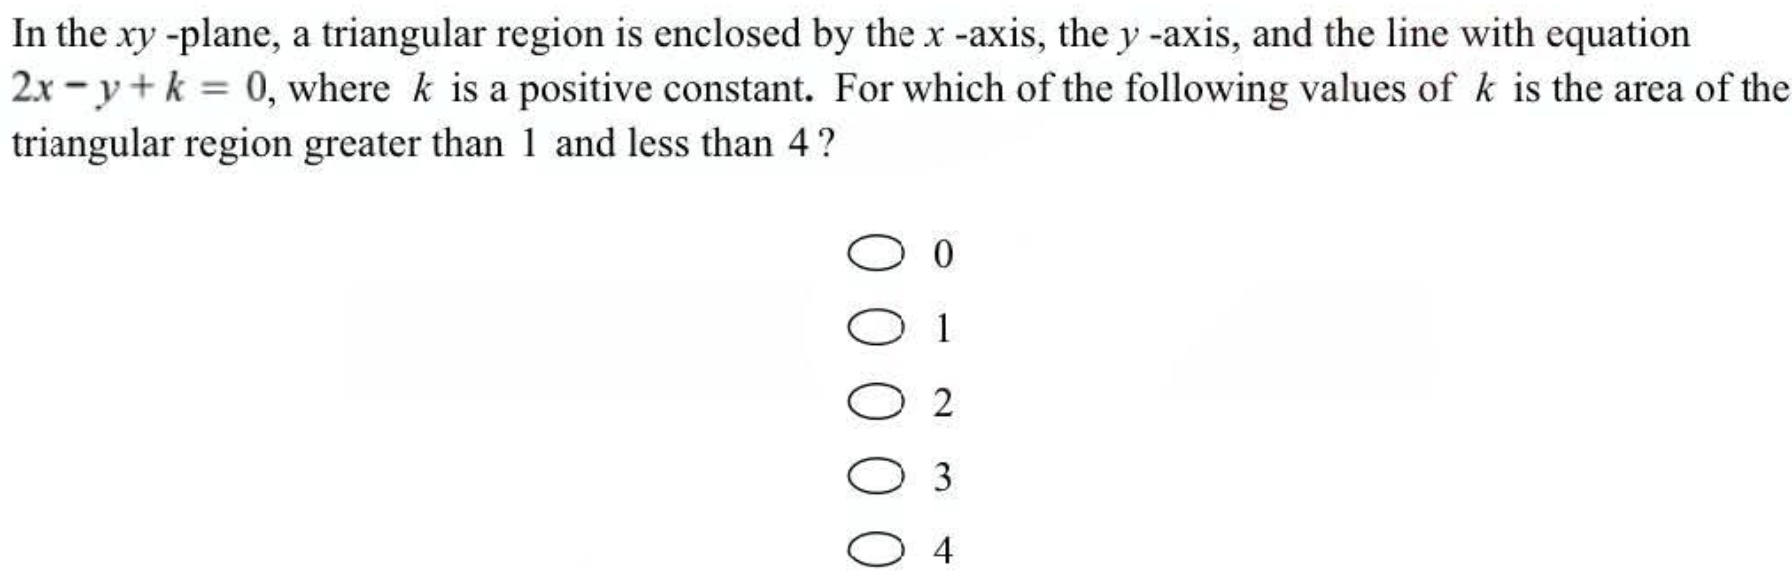 In the xy -plane, a triangular region is enclosed by the x -axis, the y -axis, and the line with equation
2x − y + k = 0, where k is a positive constant. For which of the following values of k is the area of the
triangular region greater than 1 and less than 4 ?
0
1
2
3
4